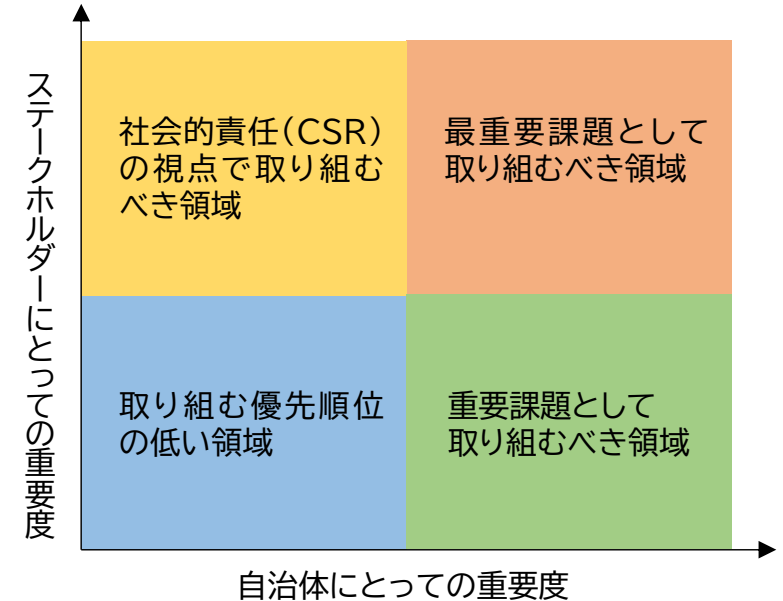 ステークホルダーにとっての重要度
社会的責任(CSR)
の視点で取り組む
べき領域
最重要課題として
取り組むべき領域
取り組む優先順位
の低い領域
重要課題として
取り組むべき領域
自治体にとっての重要度